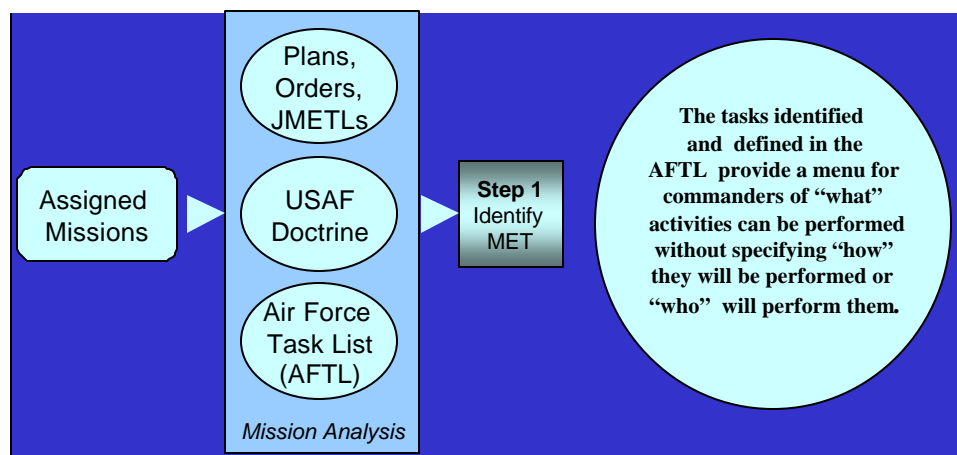 Assigned
Missions
Plans,
Orders,
JMETLs
USAF
Doctrine
Air Force
Task List
(AFTL)
Mission Analysis
Step 1
Identify
MET
The tasks identified
and defined in the
AFTL provide a menu for
commanders of “what”
activities can be performed
without specifying “how”
they will be performed or
“who” will perform them.